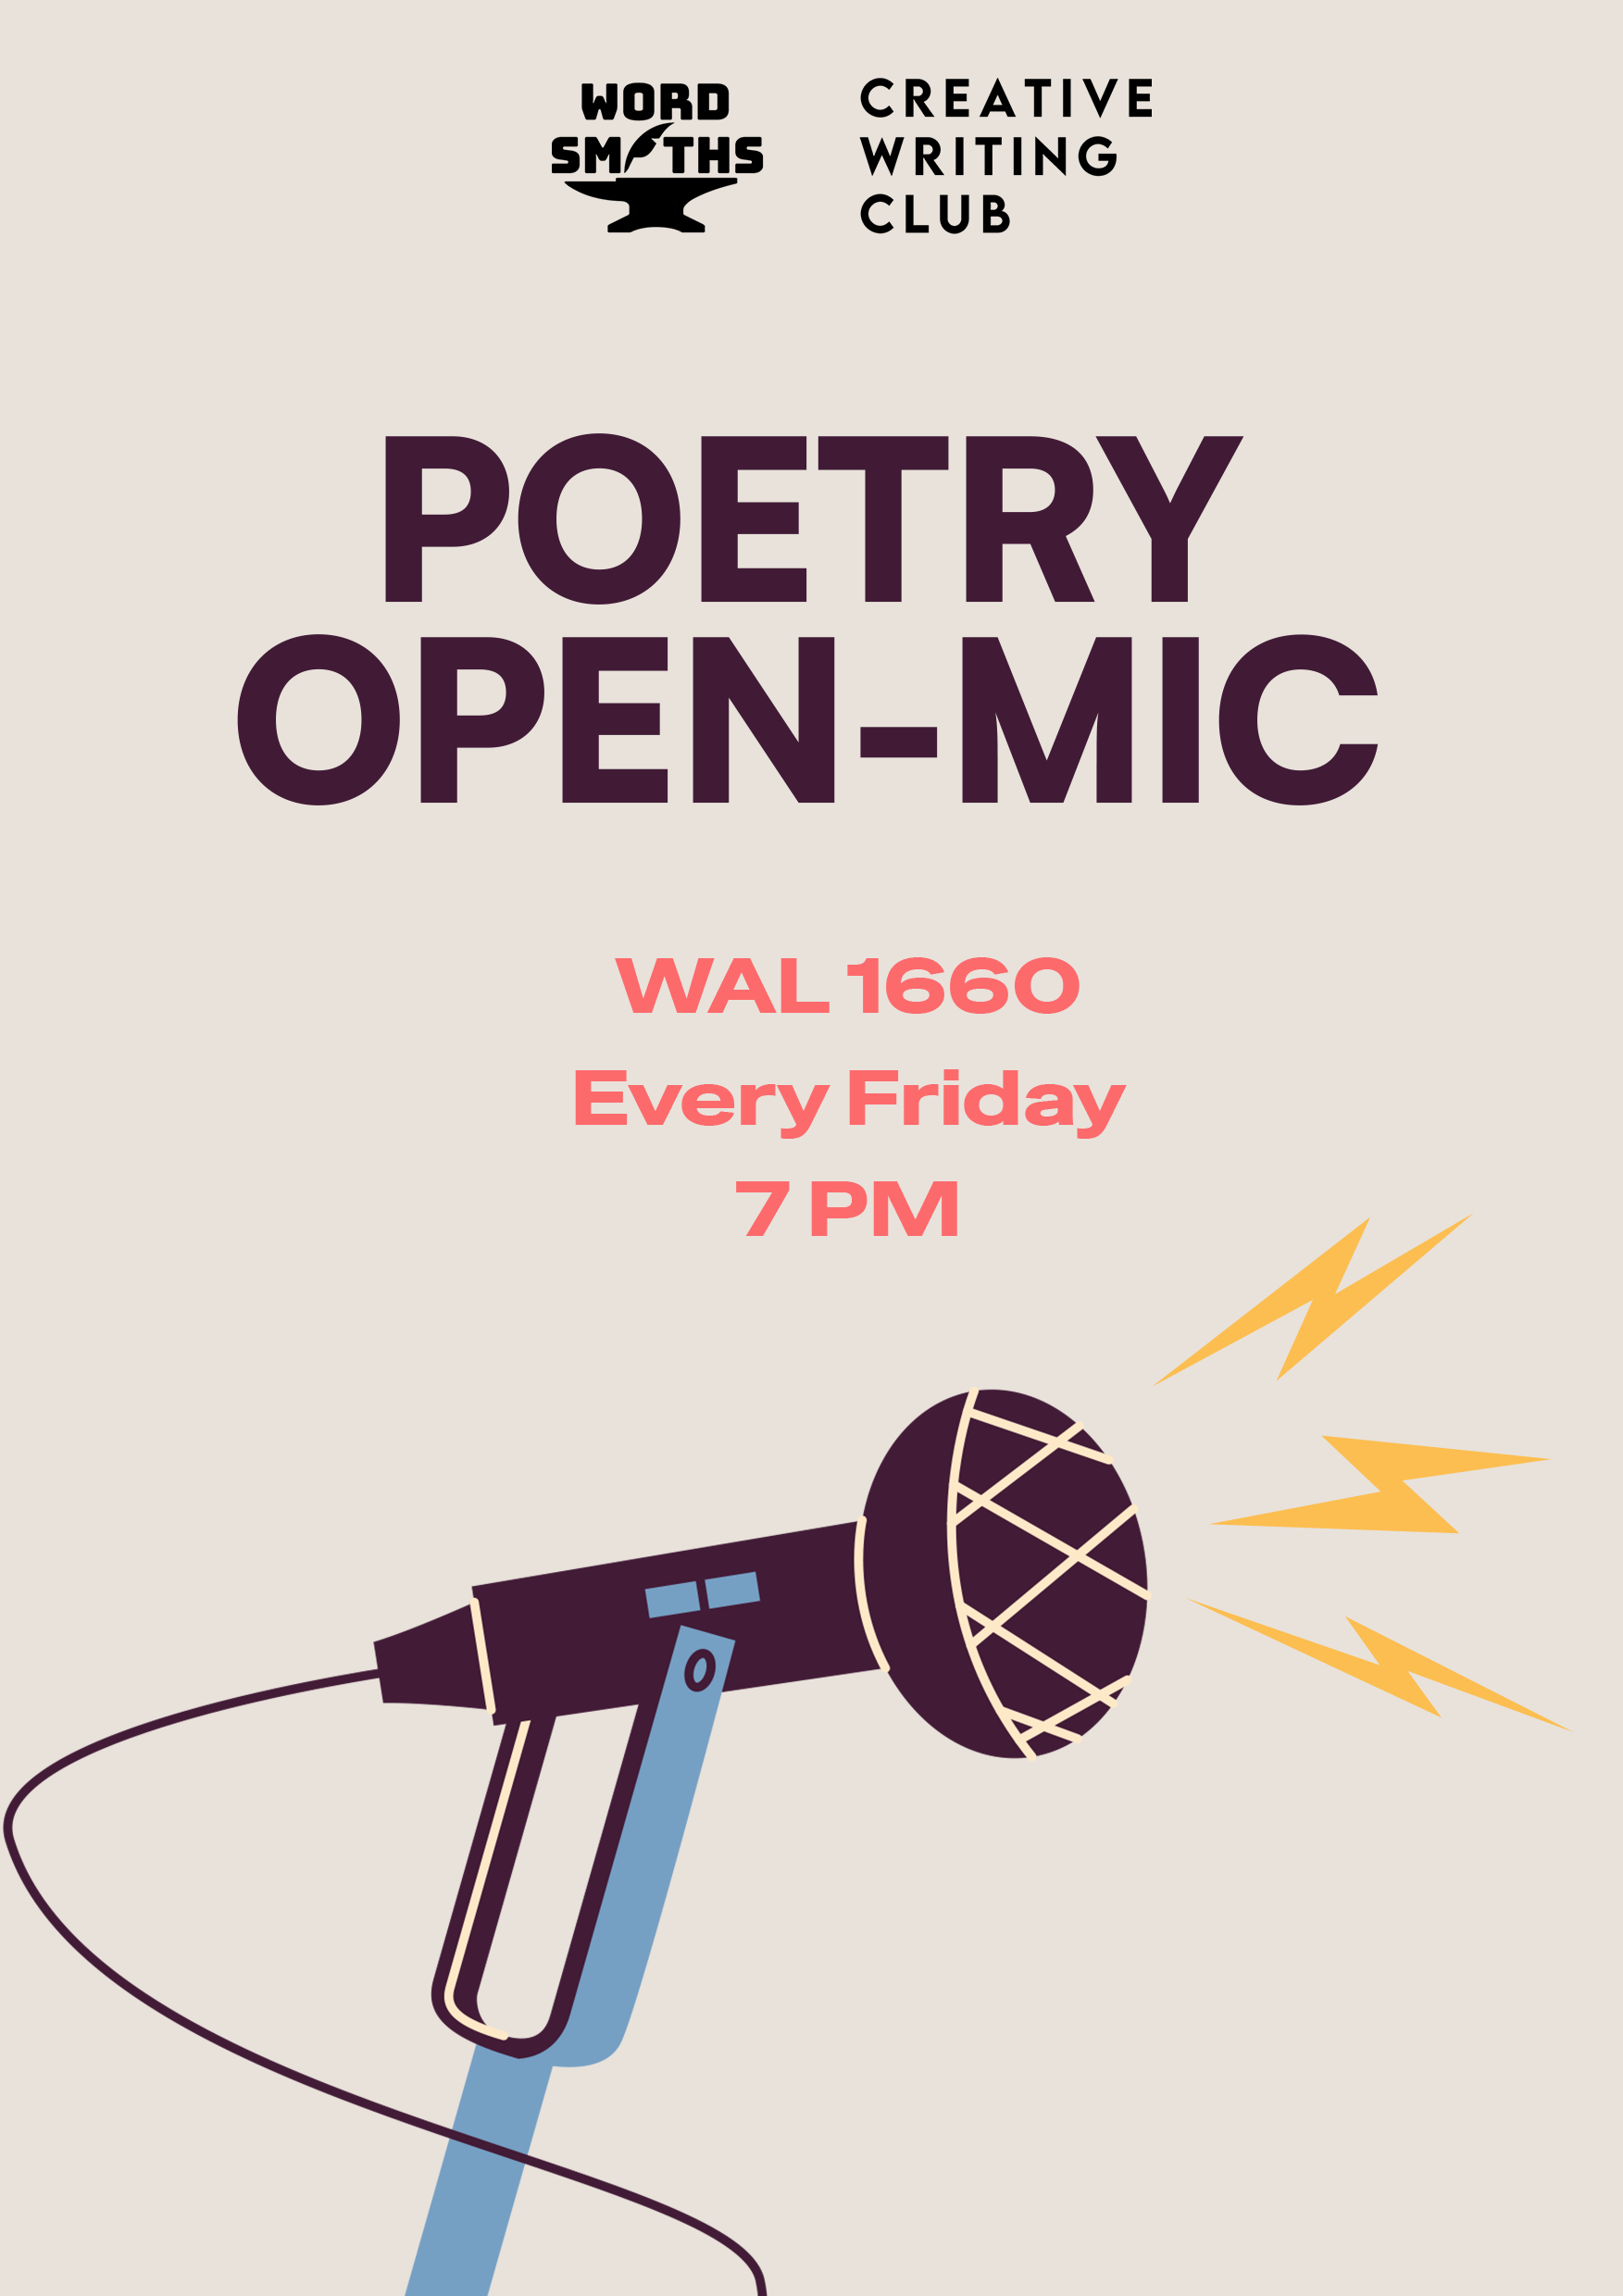 WORD
SMITHS
CREATIVE
WRITING
CLUB
POETRY
OPEN-MIC
WAL 1660
Every Friday
7 PM